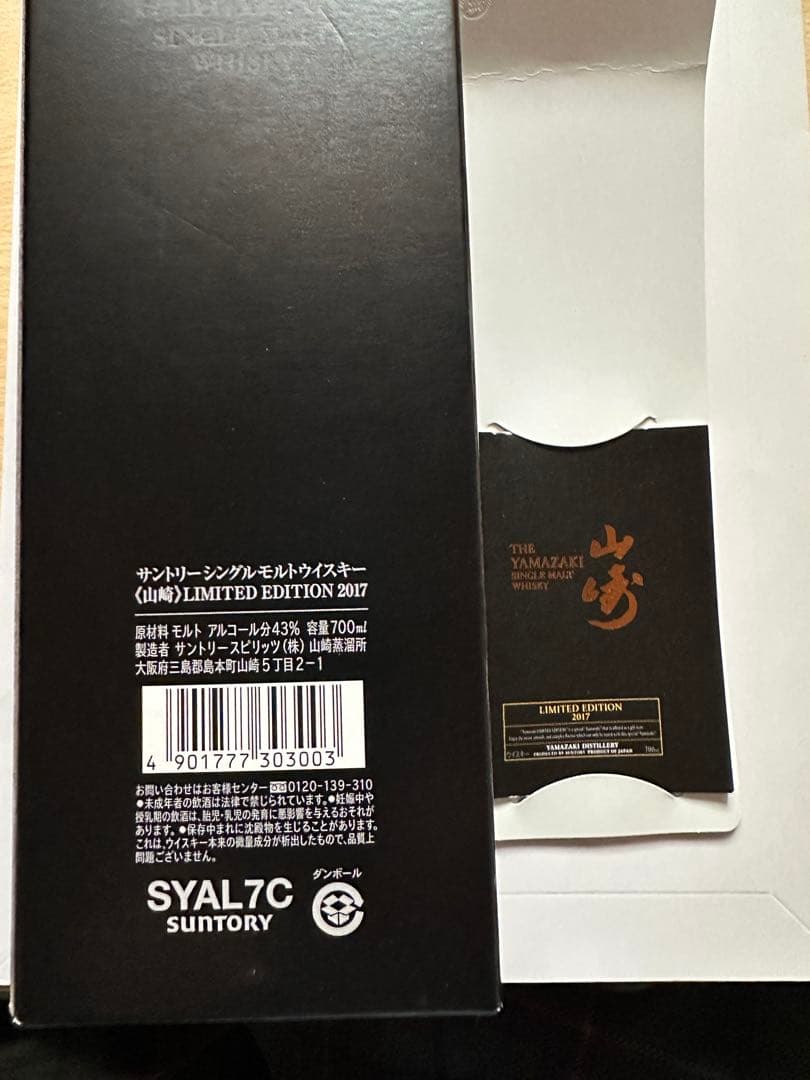 SINGLE MALT
WHISKY
サントリーシングルモルトウイスキー
《山崎》LIMITED EDITION 2017
原材料 モルト アルコール分43% 容量700㎖
製造者 サントリースピリッツ(株) 山崎蒸溜所
大阪府三島郡島本町山崎5丁目2-1
4 901777 303003
お問い合わせはお客様センター 0120-139-310
●未成年者の飲酒は法律で禁じられています。●妊娠中や
授乳期の飲酒は、胎児・乳児の発育に悪影響を与えるおそれが
あります。●保存中まれに沈殿物を生じることがあります。
これは、ウイスキー本来の微量成分が析出したもので、品質上
問題ございません。
ダンボール
SYAL7C
SUNTORY
2017
THE
YAMAZAKI
SINGLE MALT
WHISKY
山崎
LIMITED EDITION
2017
ウイスキー
YAMAZAKI DISTILLERY
PRODUCED BY SUNTORY PRODUCT OF JAPAN
700㎖